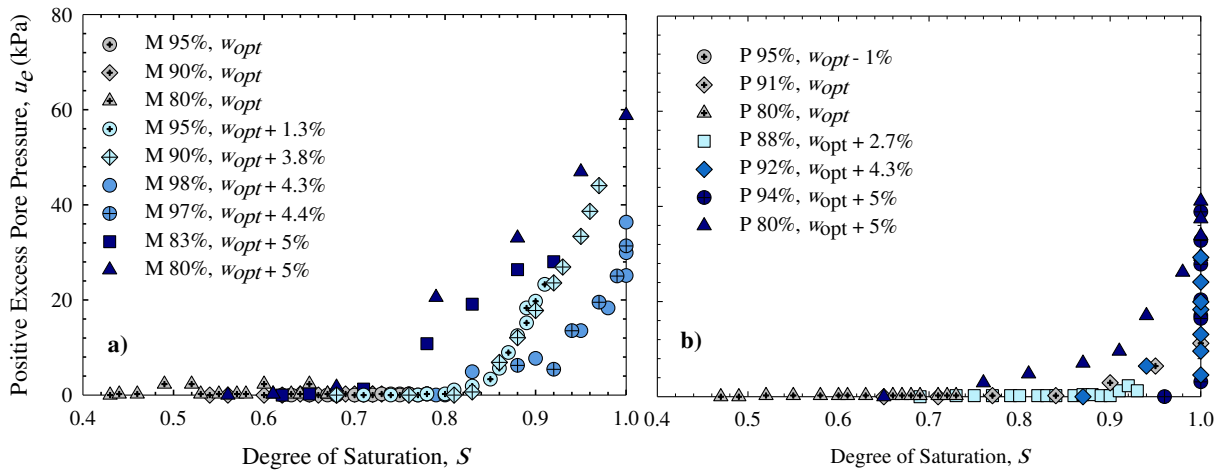 80
60
40
20
0
Positive Excess Pore Pressure, u_e (kPa)
M 95%, w_opt
M 90%, w_opt
M 80%, w_opt
M 95%, w_opt + 1.3%
M 90%, w_opt + 3.8%
M 98%, w_opt + 4.3%
M 97%, w_opt + 4.4%
M 83%, w_opt + 5%
M 80%, w_opt + 5%
a)
0.4 0.5 0.6 0.7 0.8 0.9 1.0
Degree of Saturation, S
P 95%, w_opt - 1%
P 91%, w_opt
P 80%, w_opt
P 88%, w_opt + 2.7%
P 92%, w_opt + 4.3%
P 94%, w_opt + 5%
P 80%, w_opt + 5%
b)
0.4 0.5 0.6 0.7 0.8 0.9 1.0
Degree of Saturation, S